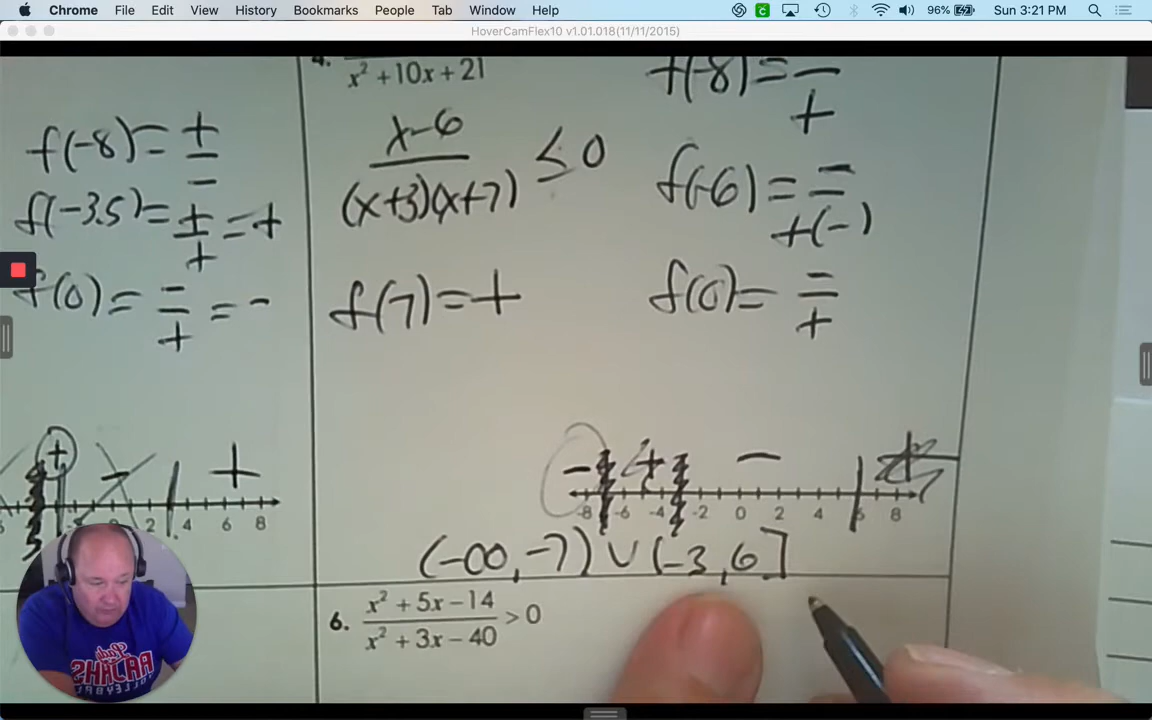 Chrome File Edit View History Bookmarks People Tab Window Help 96% Sun 3:21 PM
HoverCamFlex10 v1.01.018(11/11/2015)
4.
x² +10x+21
f(-8)= -/+
f(-8)= +/-
x-6/(x+3)(x+7) ≤ 0
f(-6)= -/+(-)
f(-3.5)= +/+ = +
f(0)= -/+ = -
f(7)= +
f(0)= -/+
+ - +
2 4 6 8
- + -
-8 -6 -4 -2 0 2 4 6 8
(-∞,-7) ∪ (-3,6]
6. x² +5x-14/x² +3x-40 > 0